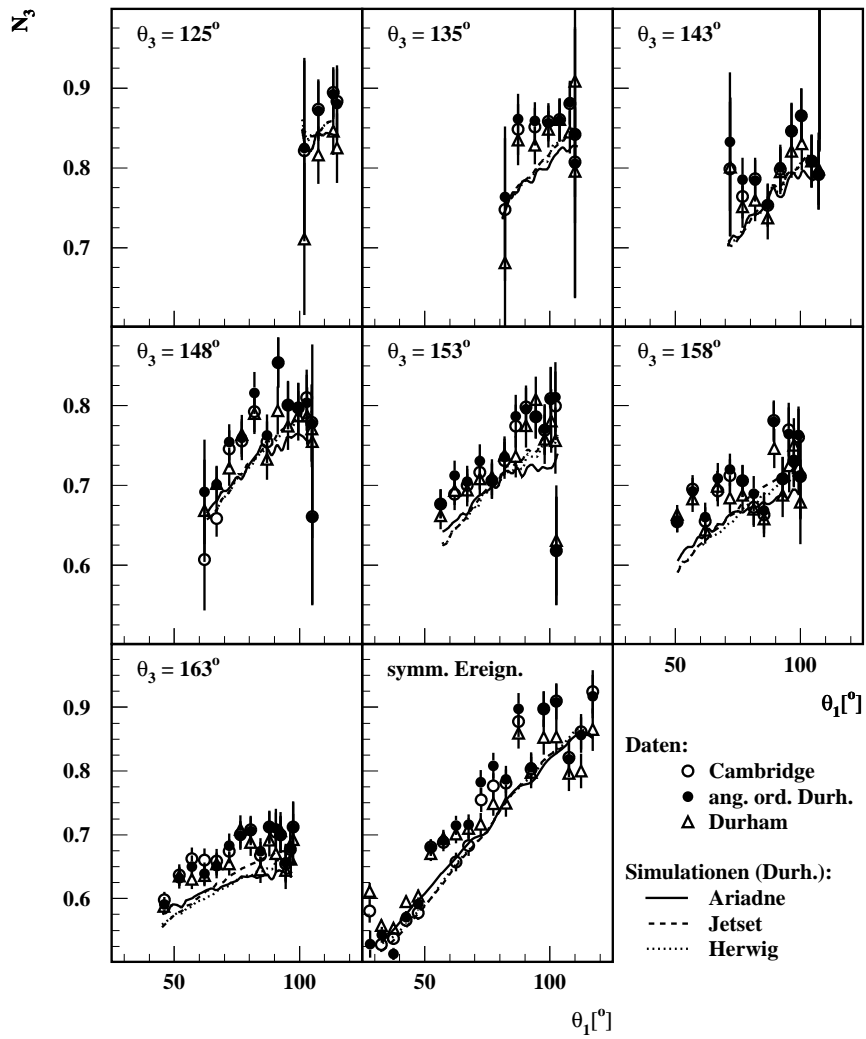 N₃
θ₃ = 125°
θ₃ = 135°
θ₃ = 143°
0.9
0.8
0.7
θ₃ = 148°
θ₃ = 153°
θ₃ = 158°
0.8
0.7
0.6
θ₃ = 163°
symm. Ereign.
50 100
θ₁[°]
0.9
0.8
0.7
0.6
50 100
50 100
θ₁[°]
Daten:
Cambridge
ang. ord. Durh.
Durham
Simulationen (Durh.):
Ariadne
Jetset
Herwig